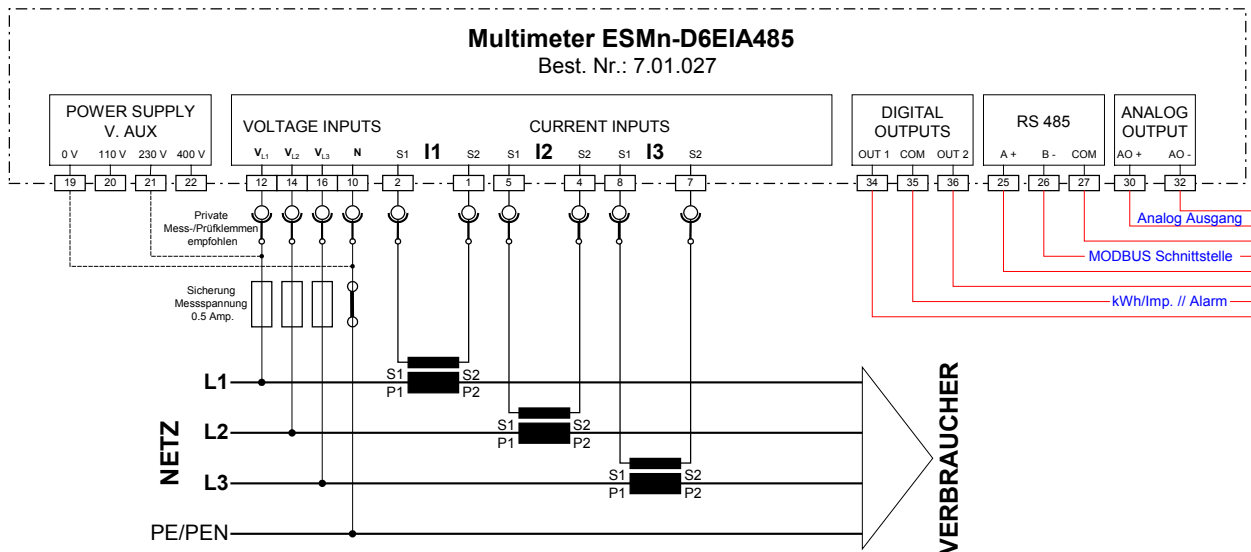 Multimeter ESMn-D6EIA485
Best. Nr.: 7.01.027
POWER SUPPLY
V. AUX
0 V 110 V 230 V 400 V
VOLTAGE INPUTS
VL1 VL2 VL3 N
CURRENT INPUTS
S1 I1 S2 S1 I2 S2 S1 I3 S2
DIGITAL
OUTPUTS
OUT 1 COM OUT 2
RS 485
A + B - COM
ANALOG
OUTPUT
AO + AO -
19 20 21 22 12 14 16 10 2 1 5 4 8 7 34 35 36 25 26 27 30 32
Private
Mess-/Prüfklemmen
empfohlen
Analog Ausgang
MODBUS Schnittstelle
kWh/Imp. // Alarm
Sicherung
Messspannung
0.5 Amp.
NETZ
L1
S1 S2
P1 P2
L2
S1 S2
P1 P2
L3
S1 S2
P1 P2
PE/PEN
VERBRAUCHER